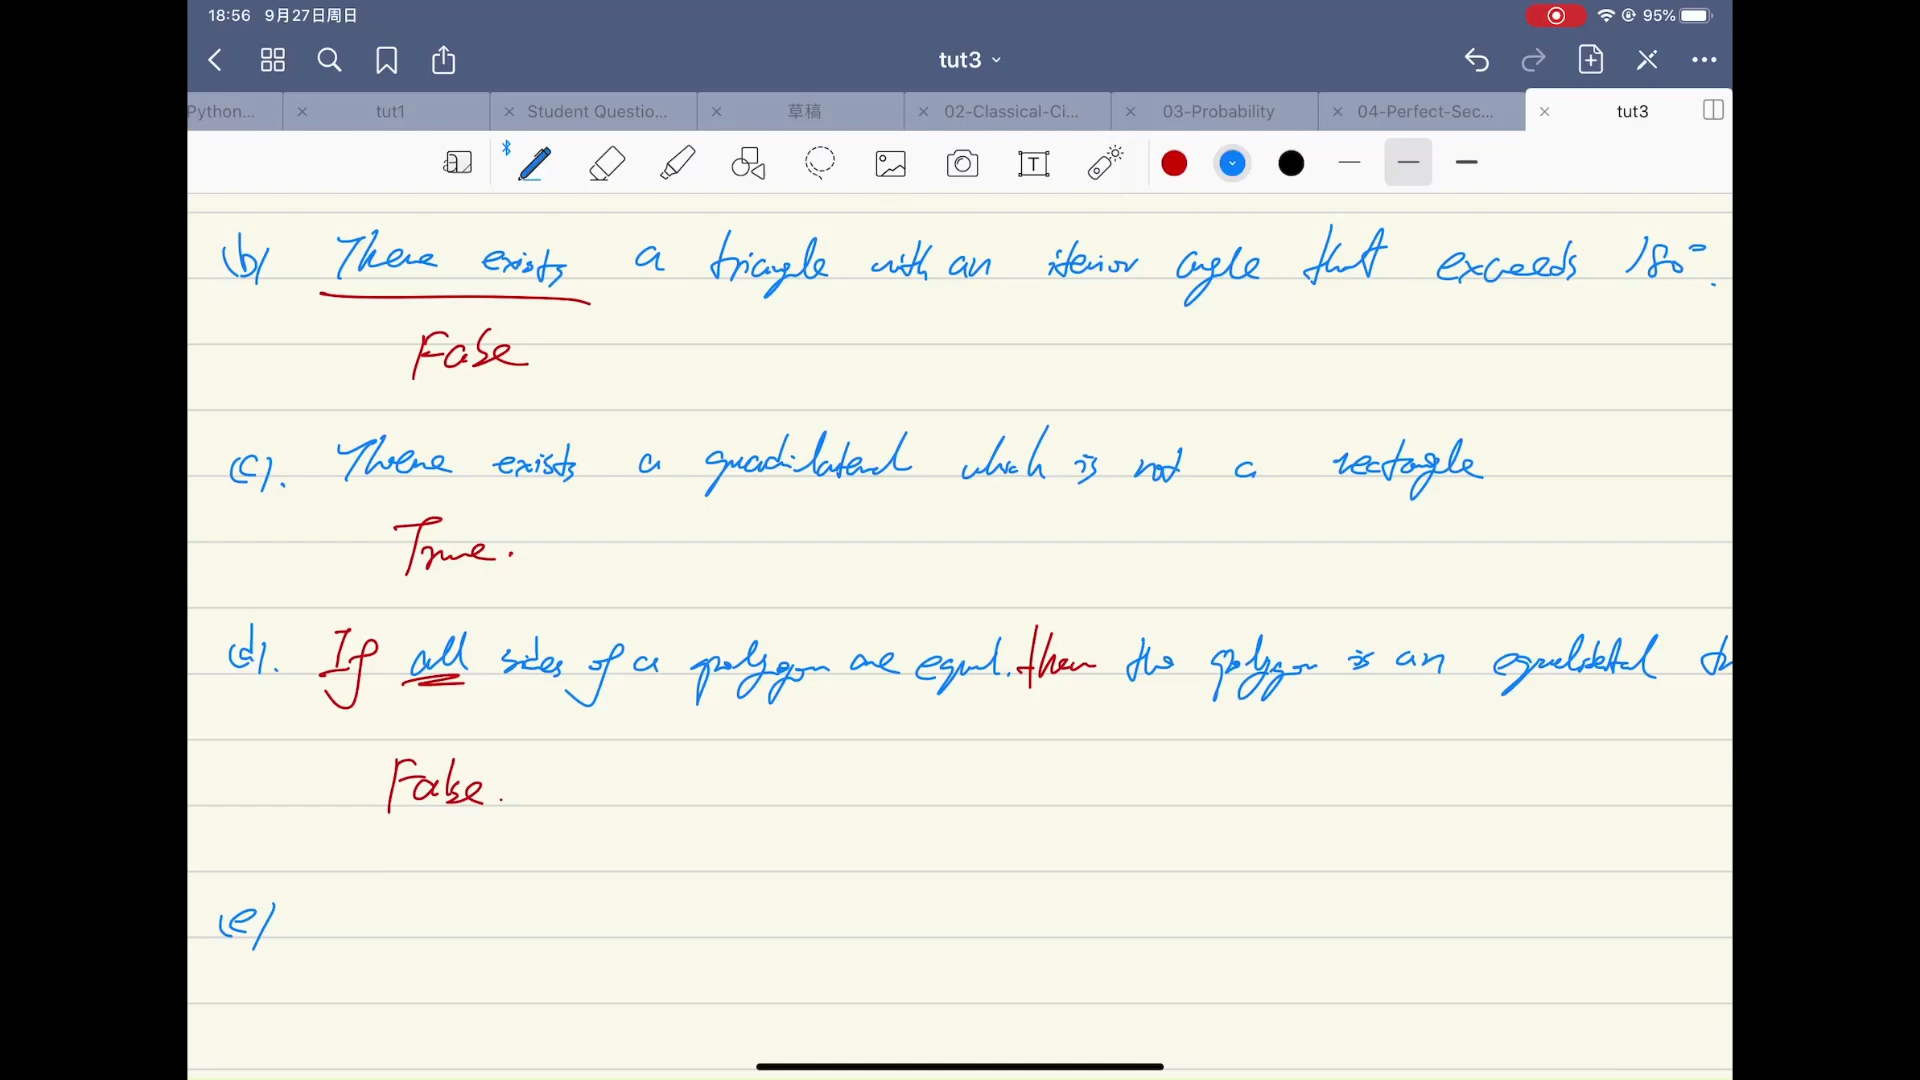 18:56 9月27日周日 95%
tut3
Python... tut1 Student Questio... 草稿 02-Classical-Ci... 03-Probability 04-Perfect-Sec... tut3
(b) There exists a triangle with an iterior angle that exceeds 180°.
False
(c). There exists a quadrilateral which is not a rectangle
True.
(d). If all sides of a polygon are equal. then the polygon is an equilateral
False.
(e)